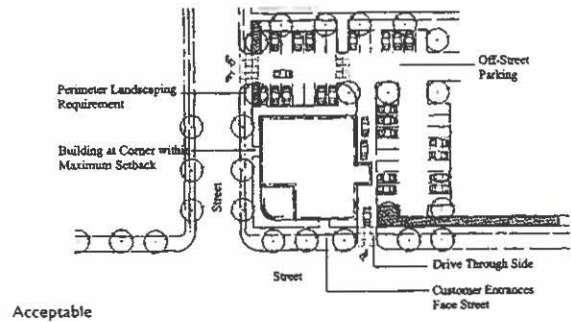 Off-Street
Parking
Perimeter Landscaping
Requirement
Building at Corner within
Maximum Setback
Street
Street
Drive Through Side
Customer Entrances
Face Street
Acceptable